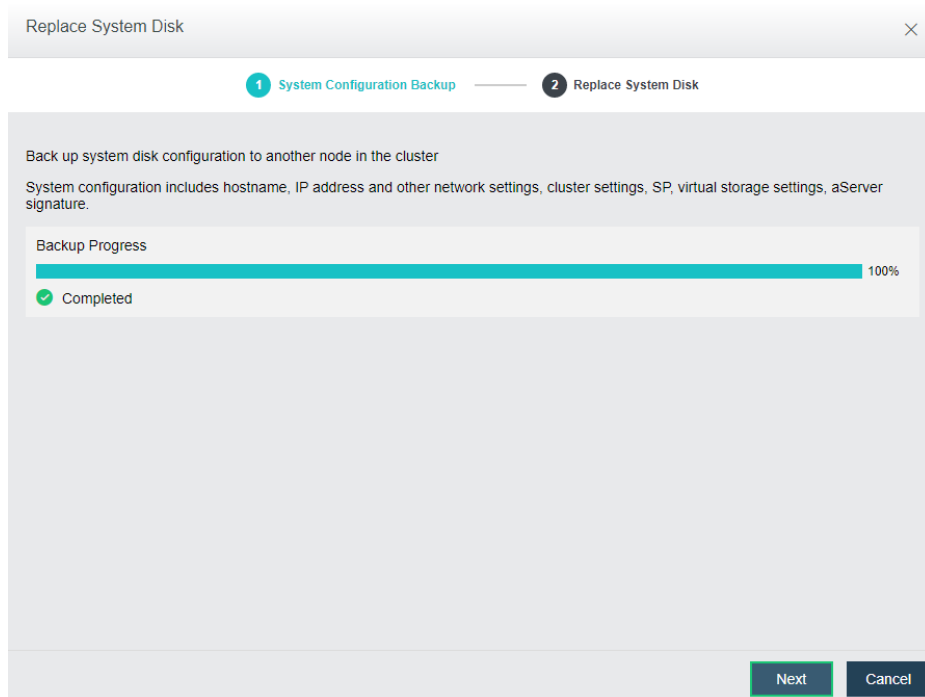 Replace System Disk
1 System Configuration Backup 2 Replace System Disk
Back up system disk configuration to another node in the cluster
System configuration includes hostname, IP address and other network settings, cluster settings, SP, virtual storage settings, aServer
signature.
Backup Progress
100%
Completed
Next Cancel